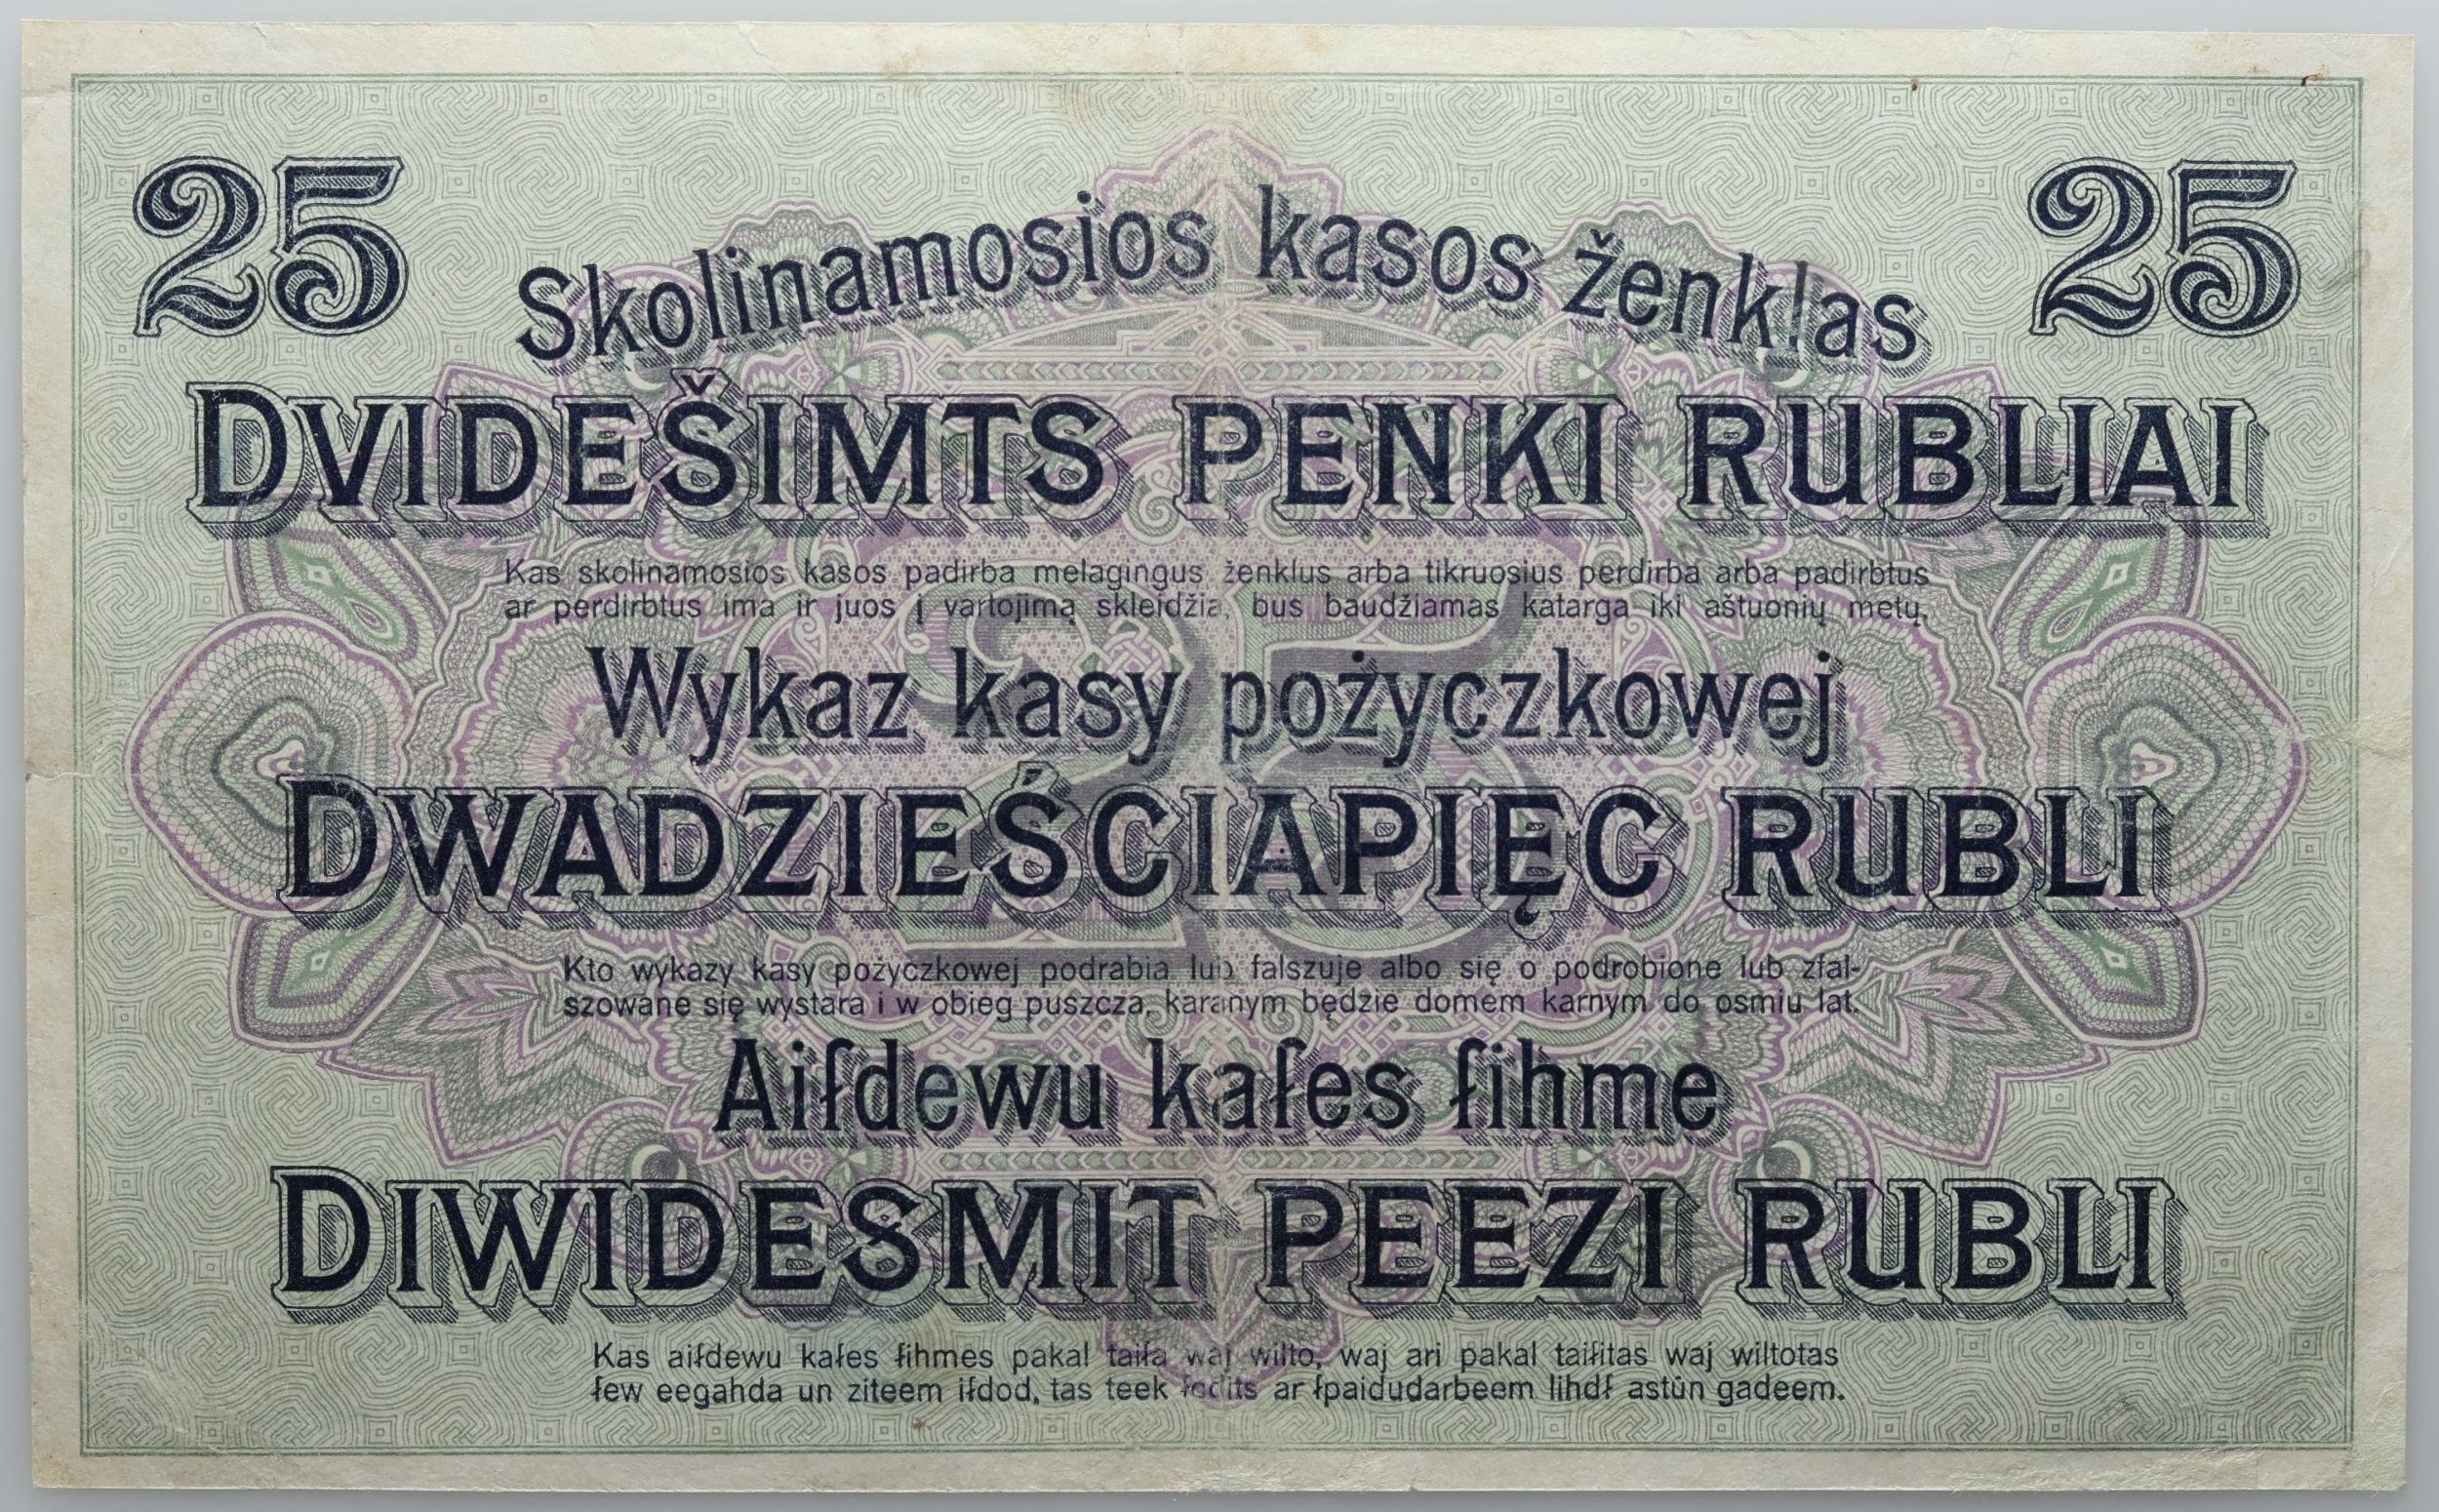 25 25
Skolinamosios kasos ženklas
DVIDEŠIMTS PENKI RUBLIAI
Kas skolinamosios kasos padirba melagingus ženklus arba tikruosius perdirba arba padirbtus
ar perdirbtus ima ir juos į vartojimą skleidžia, bus baudžiamas katarga iki aštuonių metų.
Wykaz kasy pożyczkowej
DWADZIEŚCIAPIĘC RUBLI
Kto wykazy kasy pożyczkowej podrabia lub falszuje albo się o podrobione lub zfal-
szowane się wystara i w obieg puszcza, karanym będzie domem karnym do osmiu lat.
Aiſdewu kaſes ſihme
DIWIDESMIT PEEZI RUBLI
Kas aiſdewu kaſes ſihmes pakal taiſa waj wilto, waj ari pakal taiſitas waj wiltotas
ſew eegahda un ziteem iſdod, tas teek ſodits ar ſpaidudarbeem lihdſ astûn gadeem.
25